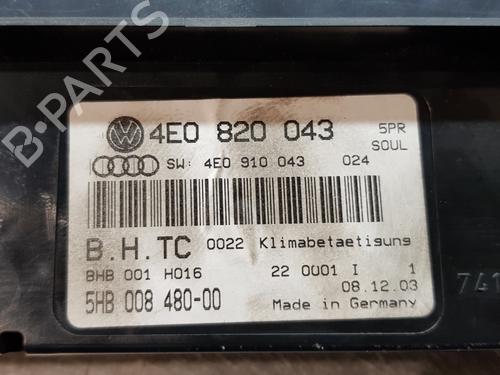 4E0 820 043 5PR
SOUL
SW: 4E0 910 043 024
B.H.TC 0022 Klimabetaetigung
BHB 001 H016 22 0001 I 1
5HB 008 480-00 08.12.03
Made in Germany
741
B-PARTS